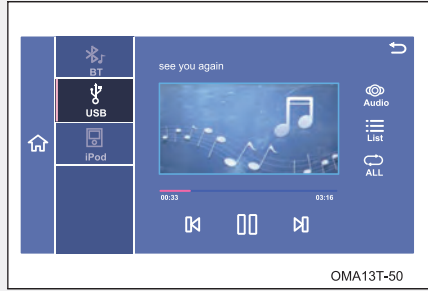 BT
USB
iPod
see you again
Audio
List
ALL
00:33
03:16
OMA13T-50